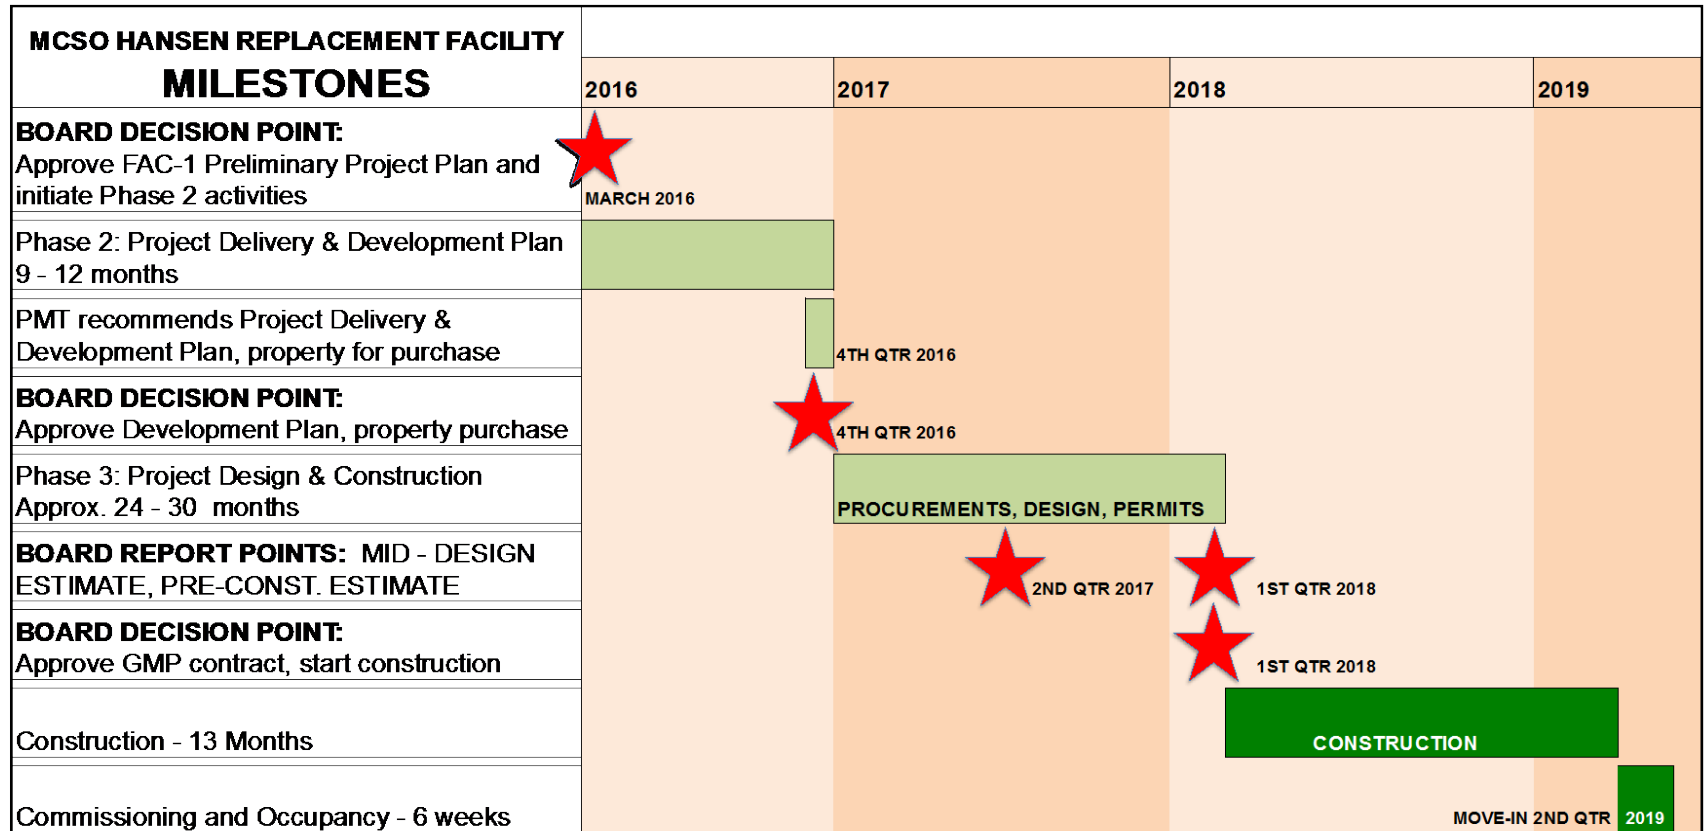 MCSO HANSEN REPLACEMENT FACILITY
MILESTONES
2016
2017
2018
2019
BOARD DECISION POINT:
Approve FAC-1 Preliminary Project Plan and
initiate Phase 2 activities
MARCH 2016
Phase 2: Project Delivery & Development Plan
9 - 12 months
PMT recommends Project Delivery &
Development Plan, property for purchase
4TH QTR 2016
BOARD DECISION POINT:
Approve Development Plan, property purchase
4TH QTR 2016
Phase 3: Project Design & Construction
Approx. 24 - 30 months
PROCUREMENTS, DESIGN, PERMITS
BOARD REPORT POINTS: MID - DESIGN
ESTIMATE, PRE-CONST. ESTIMATE
2ND QTR 2017
1ST QTR 2018
BOARD DECISION POINT:
Approve GMP contract, start construction
1ST QTR 2018
Construction - 13 Months
CONSTRUCTION
Commissioning and Occupancy - 6 weeks
MOVE-IN 2ND QTR 2019